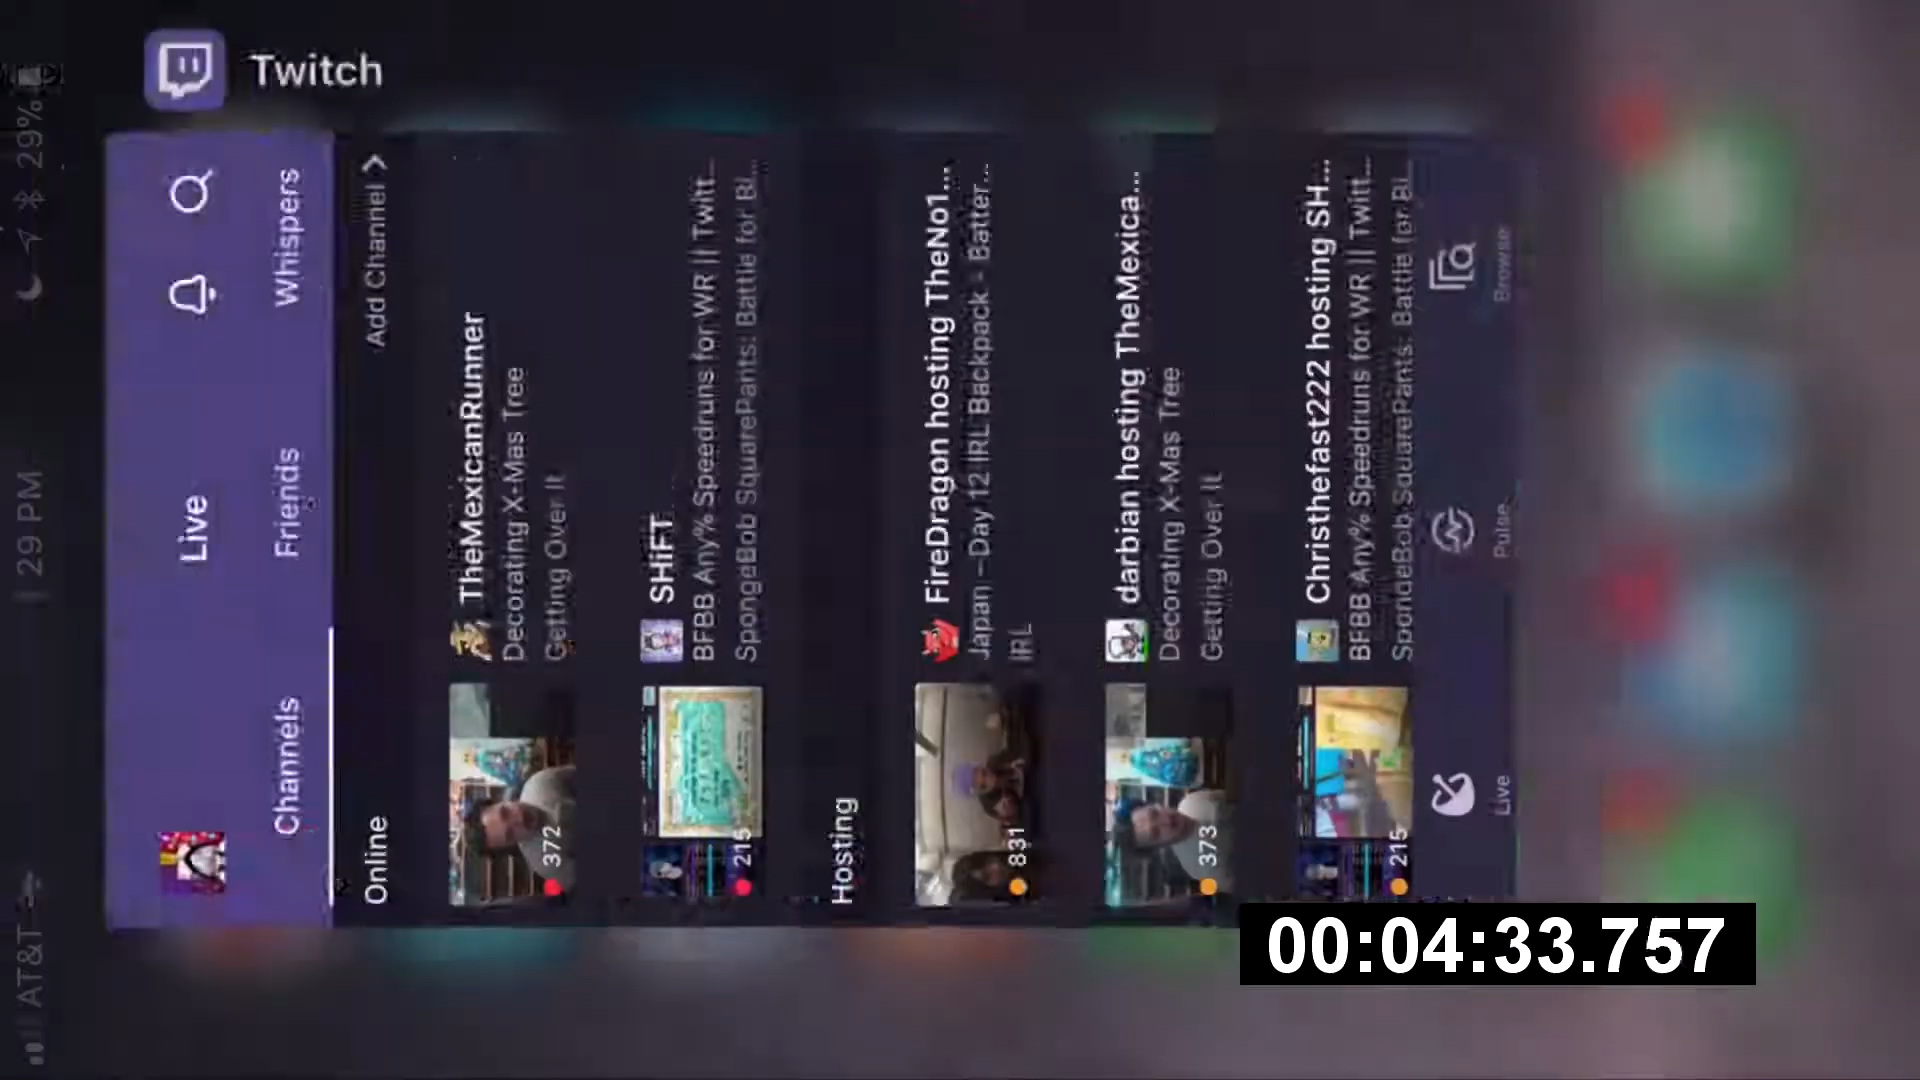 Twitch
AT&T
29 PM
29%
Live
Channels
Friends
Whispers
Online
Add Channel >
TheMexicanRunner
Decorating X-Mas Tree
Getting Over It
372
SHiFT
BFBB Any% Speedruns for WR || Twitt...
SpongeBob SquarePants: Battle for Bi...
215
Hosting
FireDragon hosting TheNo1...
Japan - Day 12 IRL Backpack - Batter...
IRL
831
darbian hosting TheMexica...
Decorating X-Mas Tree
Getting Over It
373
Christhefast222 hosting SH...
BFBB Any% Speedruns for WR || Twitt...
SpongeBob SquarePants: Battle for Bi...
215
Live
Pulse
Browse
00:04:33.757